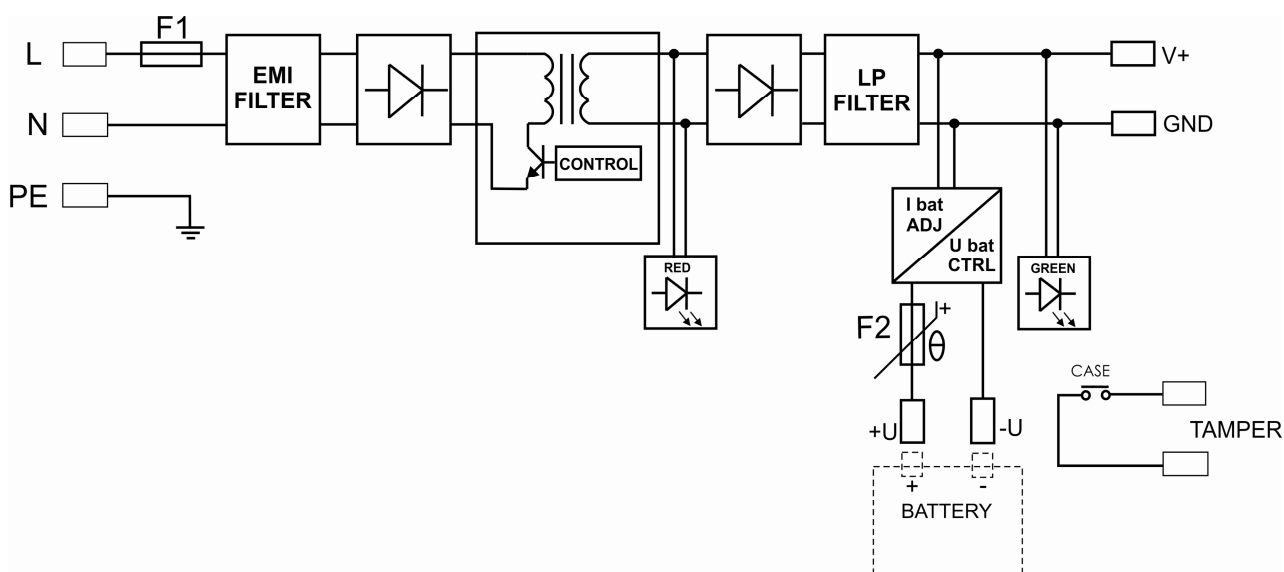 F1
L
EMI
FILTER
LP
FILTER
V+
N
GND
CONTROL
PE
I bat
ADJ
U bat
CTRL
RED
GREEN
F2
I+
θ
CASE
+U
-U
TAMPER
+
-
BATTERY